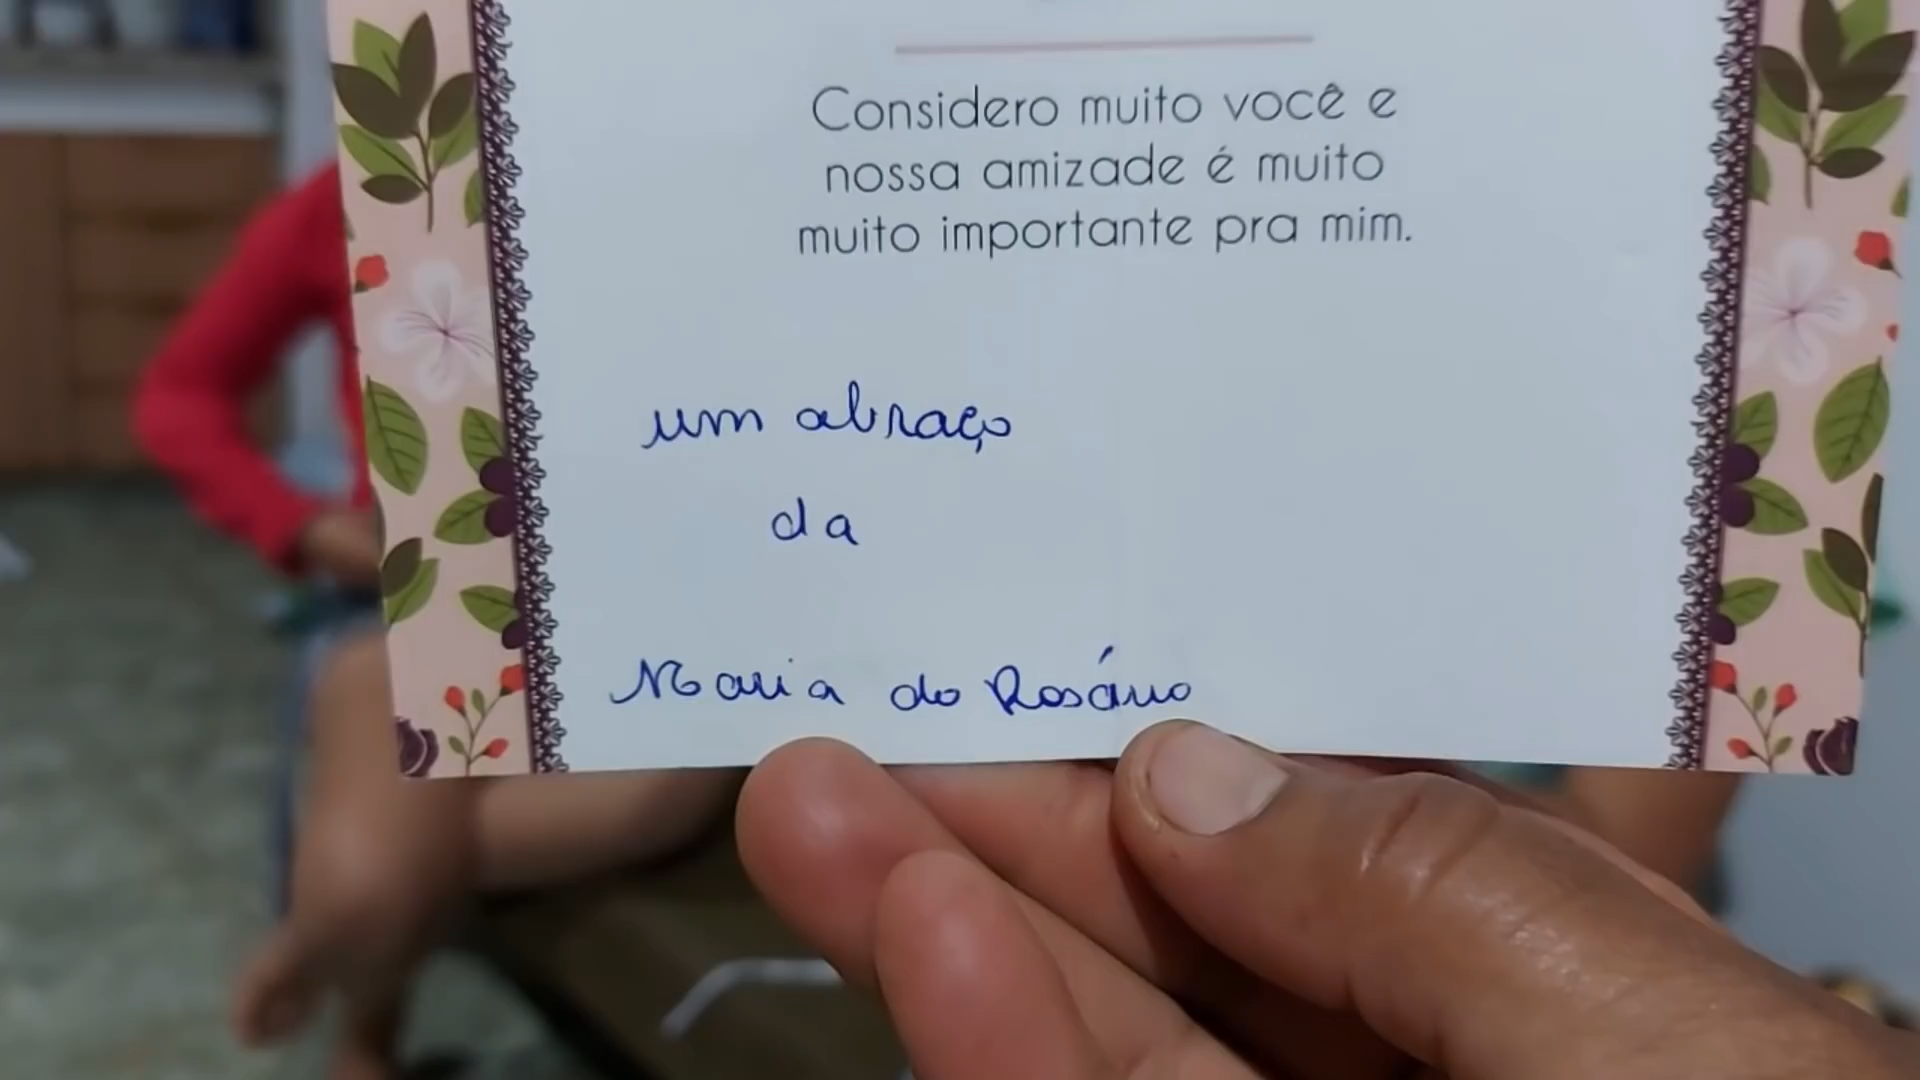 Considero muito você e
nossa amizade é muito
muito importante pra mim.
um abraço
da
Maria do Rosário